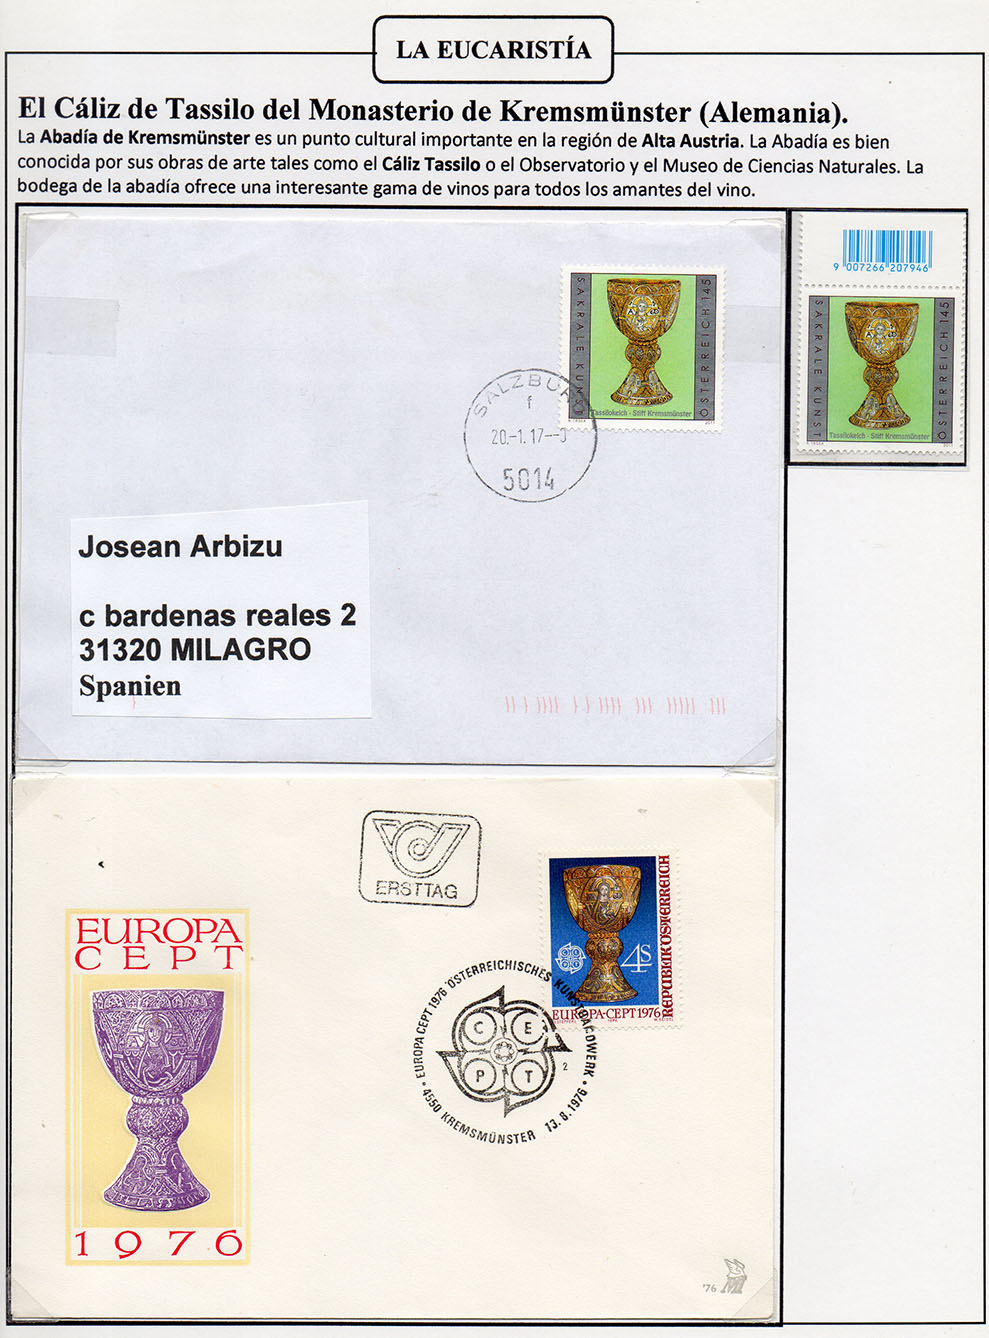 LA EUCARISTÍA
El Cáliz de Tassilo del Monasterio de Kremsmünster (Alemania).
La Abadía de Kremsmünster es un punto cultural importante en la región de Alta Austria. La Abadía es bien
conocida por sus obras de arte tales como el Cáliz Tassilo o el Observatorio y el Museo de Ciencias Naturales. La
bodega de la abadía ofrece una interesante gama de vinos para todos los amantes del vino.
SAKRALE KUNST
ÖSTERREICH 145
Tassilokelch - Stift Kremsmünster
2017
SALZBURG
f
20.-1.17--
5014
9 007266 207946
SAKRALE KUNST
ÖSTERREICH 145
Tassilokelch - Stift Kremsmünster
2017
Josean Arbizu
c bardenas reales 2
31320 MILAGRO
Spanien
ERSTTAG
EUROPA
CEPT
1976
4S
REPUBLIK ÖSTERREICH
EUROPA-CEPT 1976
EUROPA CEPT 1976 ÖSTERREICHISCHES KUNSTHANDWERK
CE
PT
2
4550 KREMSMÜNSTER 13.8.1976
'76